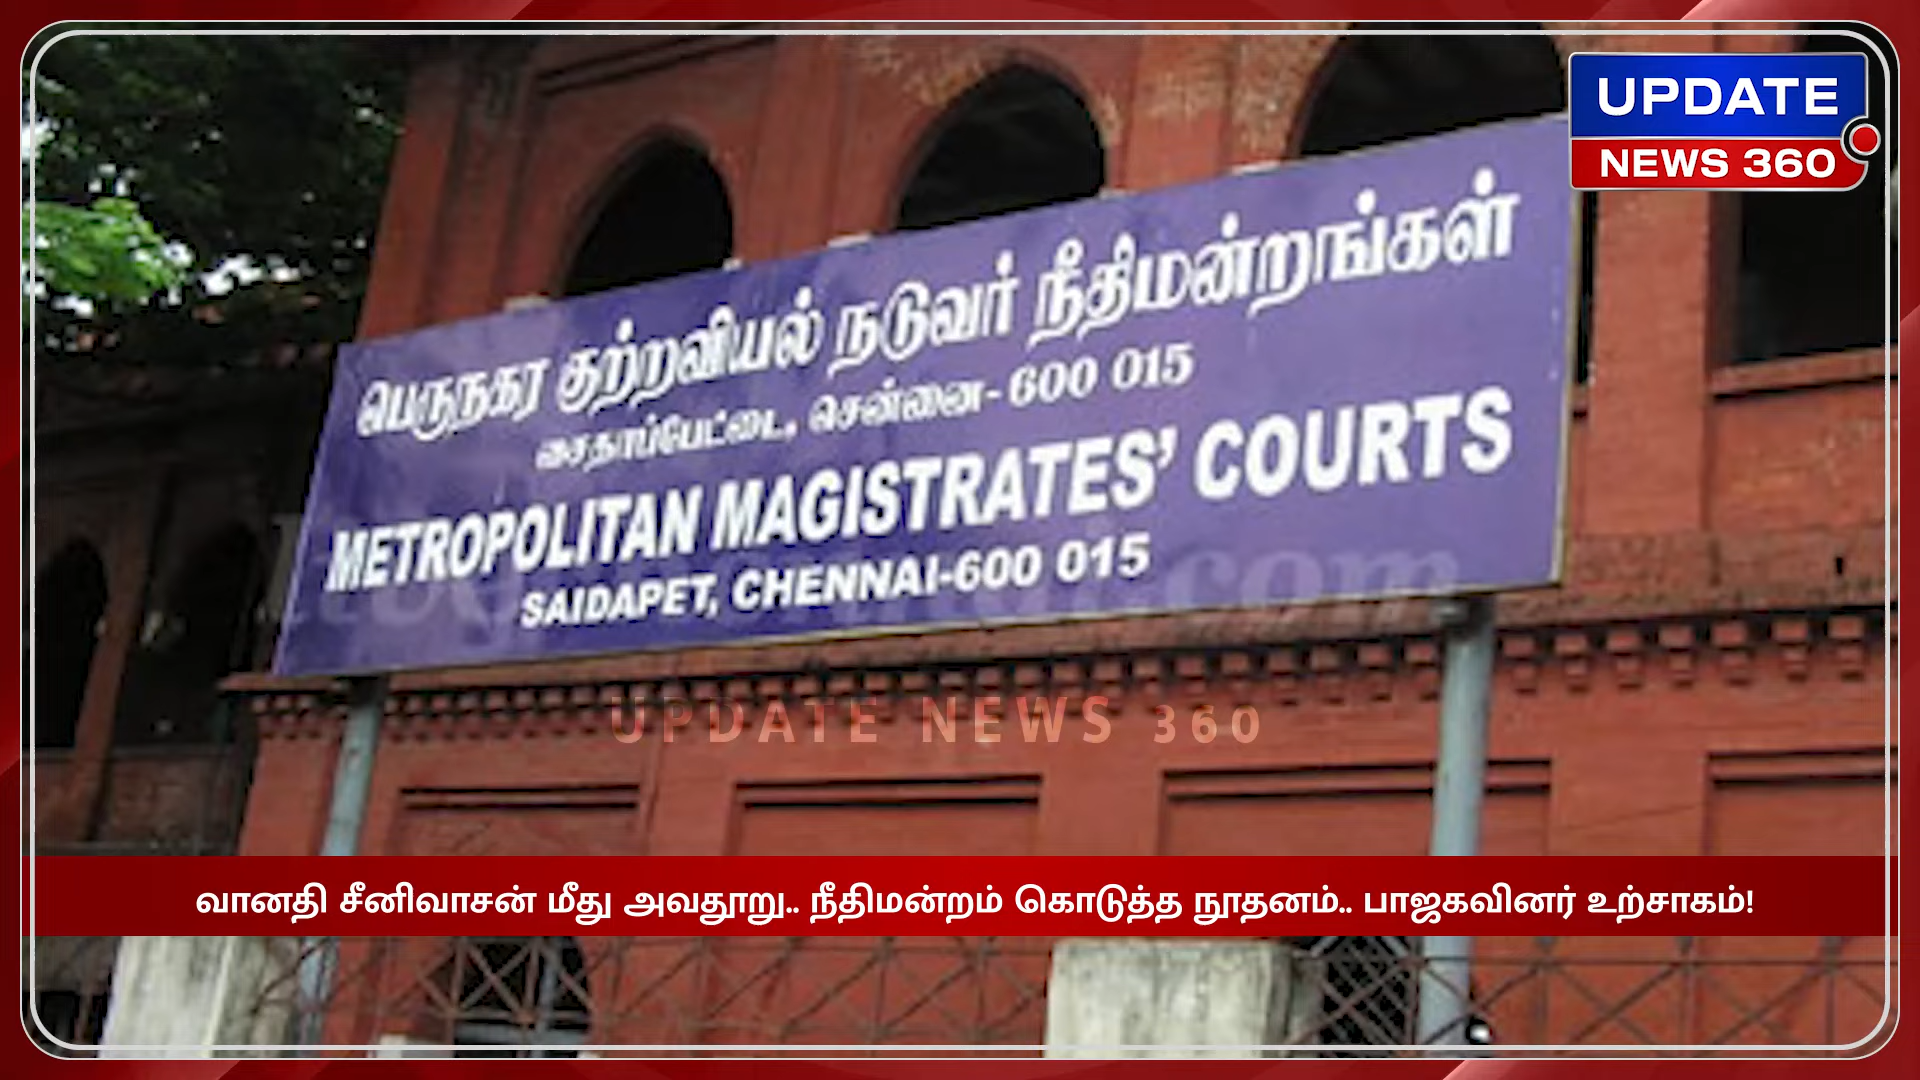 UPDATE
NEWS 360
பெருநகர குற்றவியல் நடுவர் நீதிமன்றங்கள்
சைதாப்பேட்டை, சென்னை- 600 015
METROPOLITAN MAGISTRATES' COURTS
SAIDAPET, CHENNAI-600 015
UPDATE NEWS 360
வானதி சீனிவாசன் மீது அவதூறு.. நீதிமன்றம் கொடுத்த நூதனம்.. பாஜகவினர் உற்சாகம்!